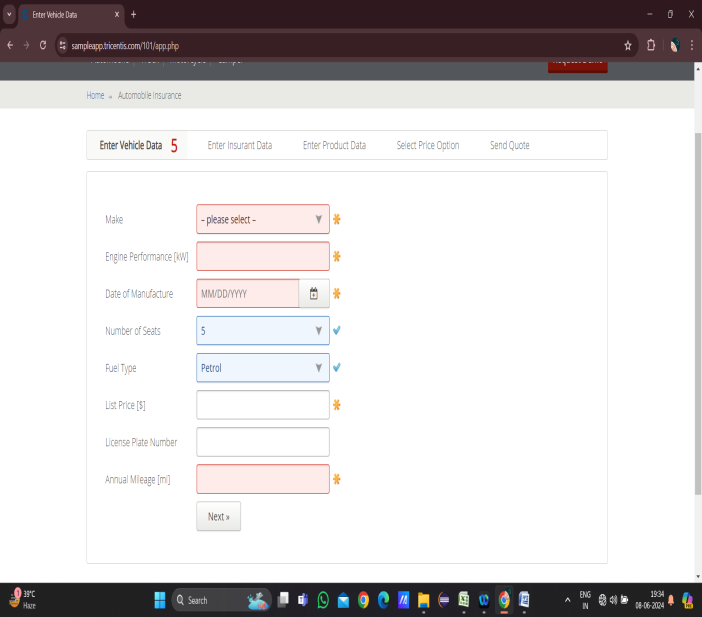 Enter Vehicle Data
sampleapp.tricentis.com/101/app.php
Home → Automobile Insurance
Enter Vehicle Data 5 Enter Insurant Data Enter Product Data Select Price Option Send Quote
Make – please select –
Engine Performance [kW]
Date of Manufacture MM/DD/YYYY
Number of Seats 5
Fuel Type Petrol
List Price [$]
License Plate Number
Annual Mileage [mi]
Next »
1 39°C
Haze
Search
ENG
IN
19:34
08-06-2024